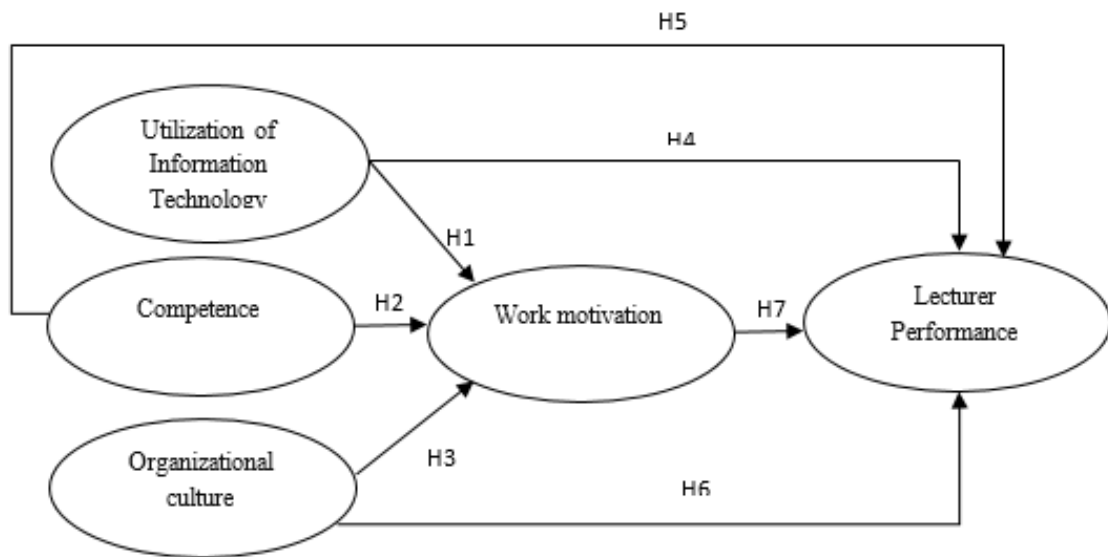 H5
Utilization of
Information
Technology
H4
H1
Competence
H2
Work motivation
H7
Lecturer
Performance
H3
Organizational
culture
H6